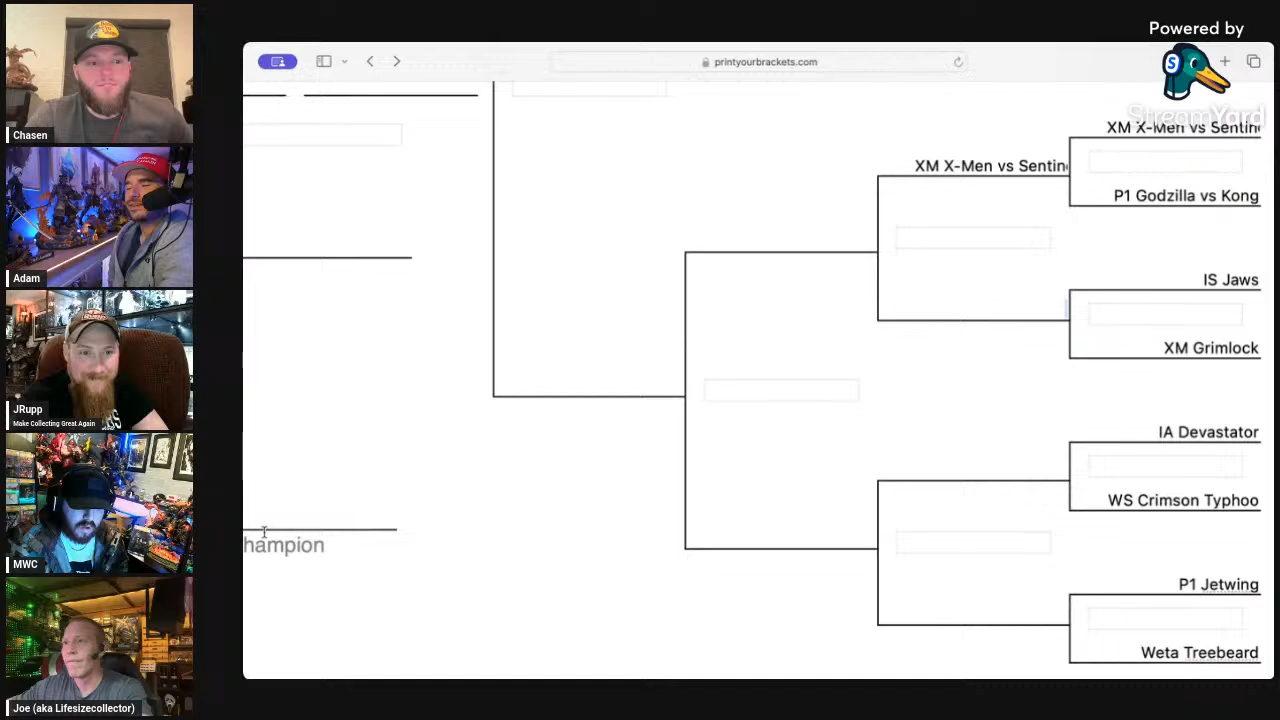 Chasen
Adam
JRupp
Make Collecting Great Again
MWC
Joe (aka Lifesizecollector)
Powered by
S
StreamYard
printyourbrackets.com
XM X-Men vs Sentin
XM X-Men vs Sentin
P1 Godzilla vs Kong
IS Jaws
XM Grimlock
IA Devastator
WS Crimson Typhoo
P1 Jetwing
Weta Treebeard
hampion